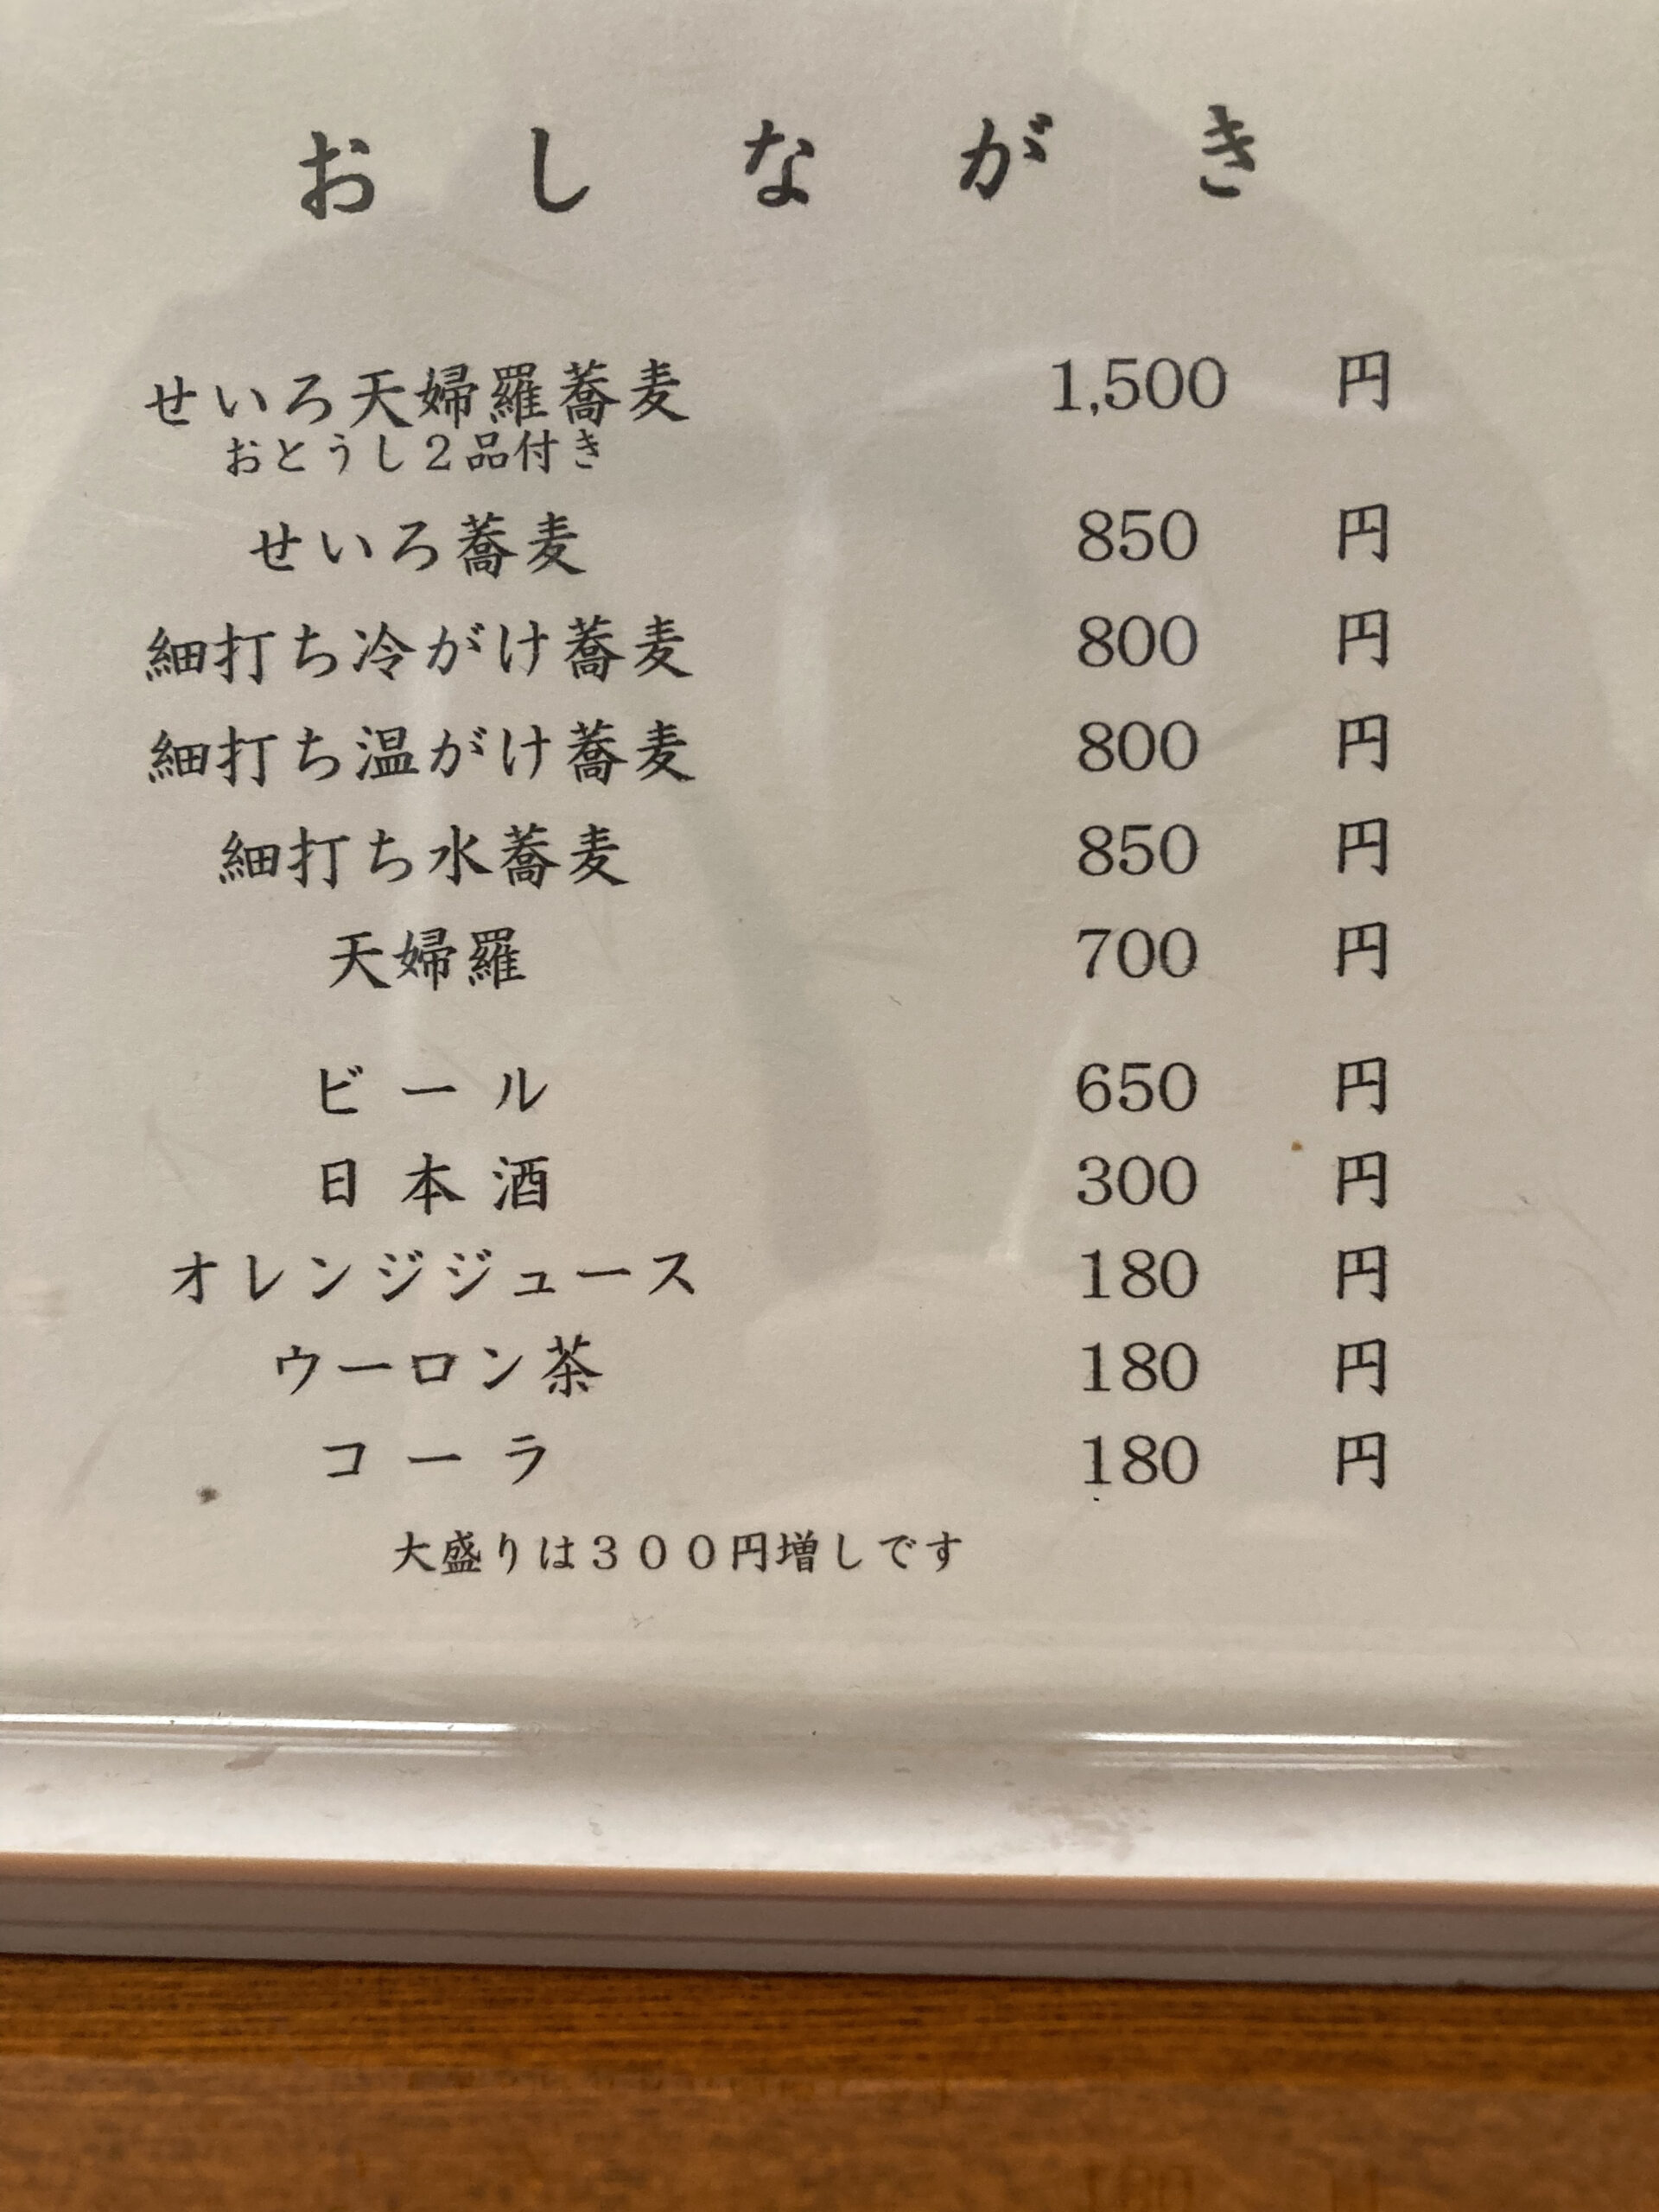 おしながき
せいろ天婦羅蕎麦 1,500 円
おとうし２品付き
せいろ蕎麦 850 円
細打ち冷がけ蕎麦 800 円
細打ち温がけ蕎麦 800 円
細打ち水蕎麦 850 円
天婦羅 700 円
ビール 650 円
日本酒 300 円
オレンジジュース 180 円
ウーロン茶 180 円
コーラ 180 円
大盛りは３００円増しです